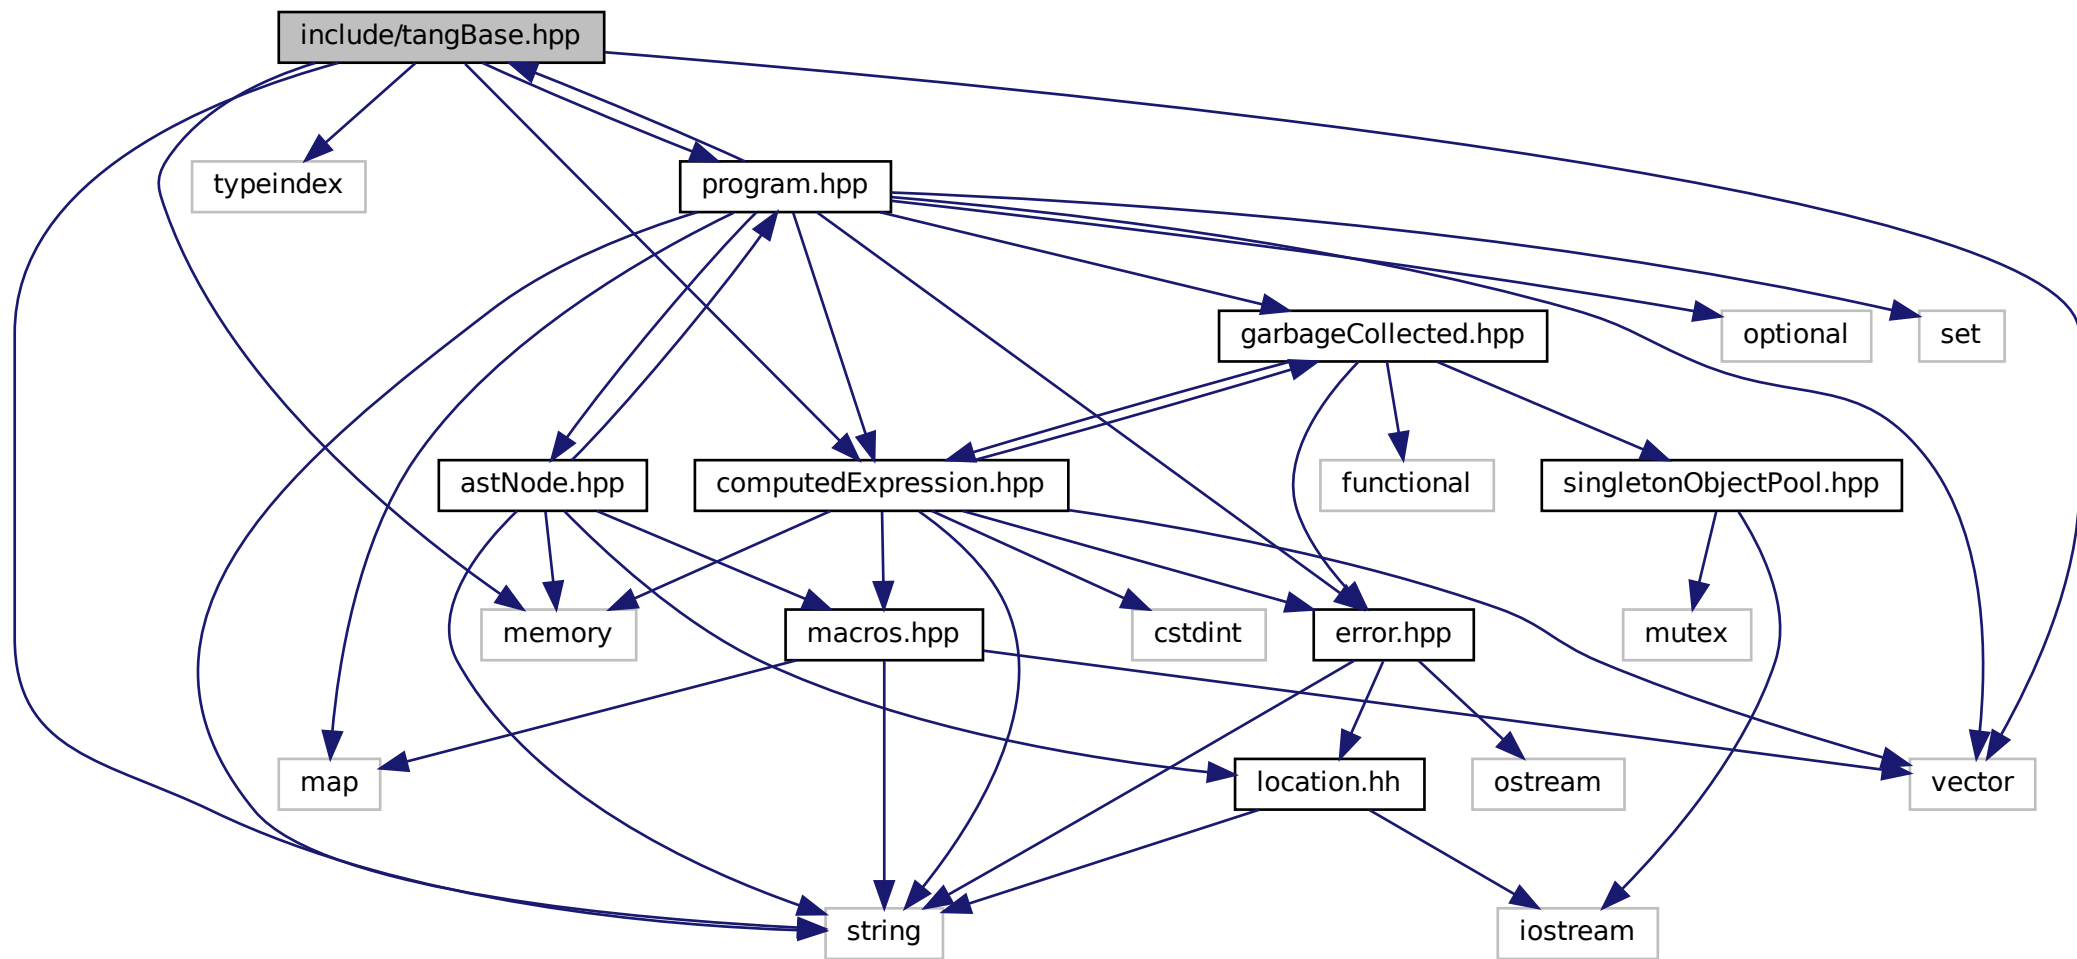 include/tangBase.hpp
typeindex
program.hpp
garbageCollected.hpp
optional
set
astNode.hpp
computedExpression.hpp
functional
singletonObjectPool.hpp
memory
macros.hpp
cstdint
error.hpp
mutex
map
location.hh
ostream
vector
string
iostream